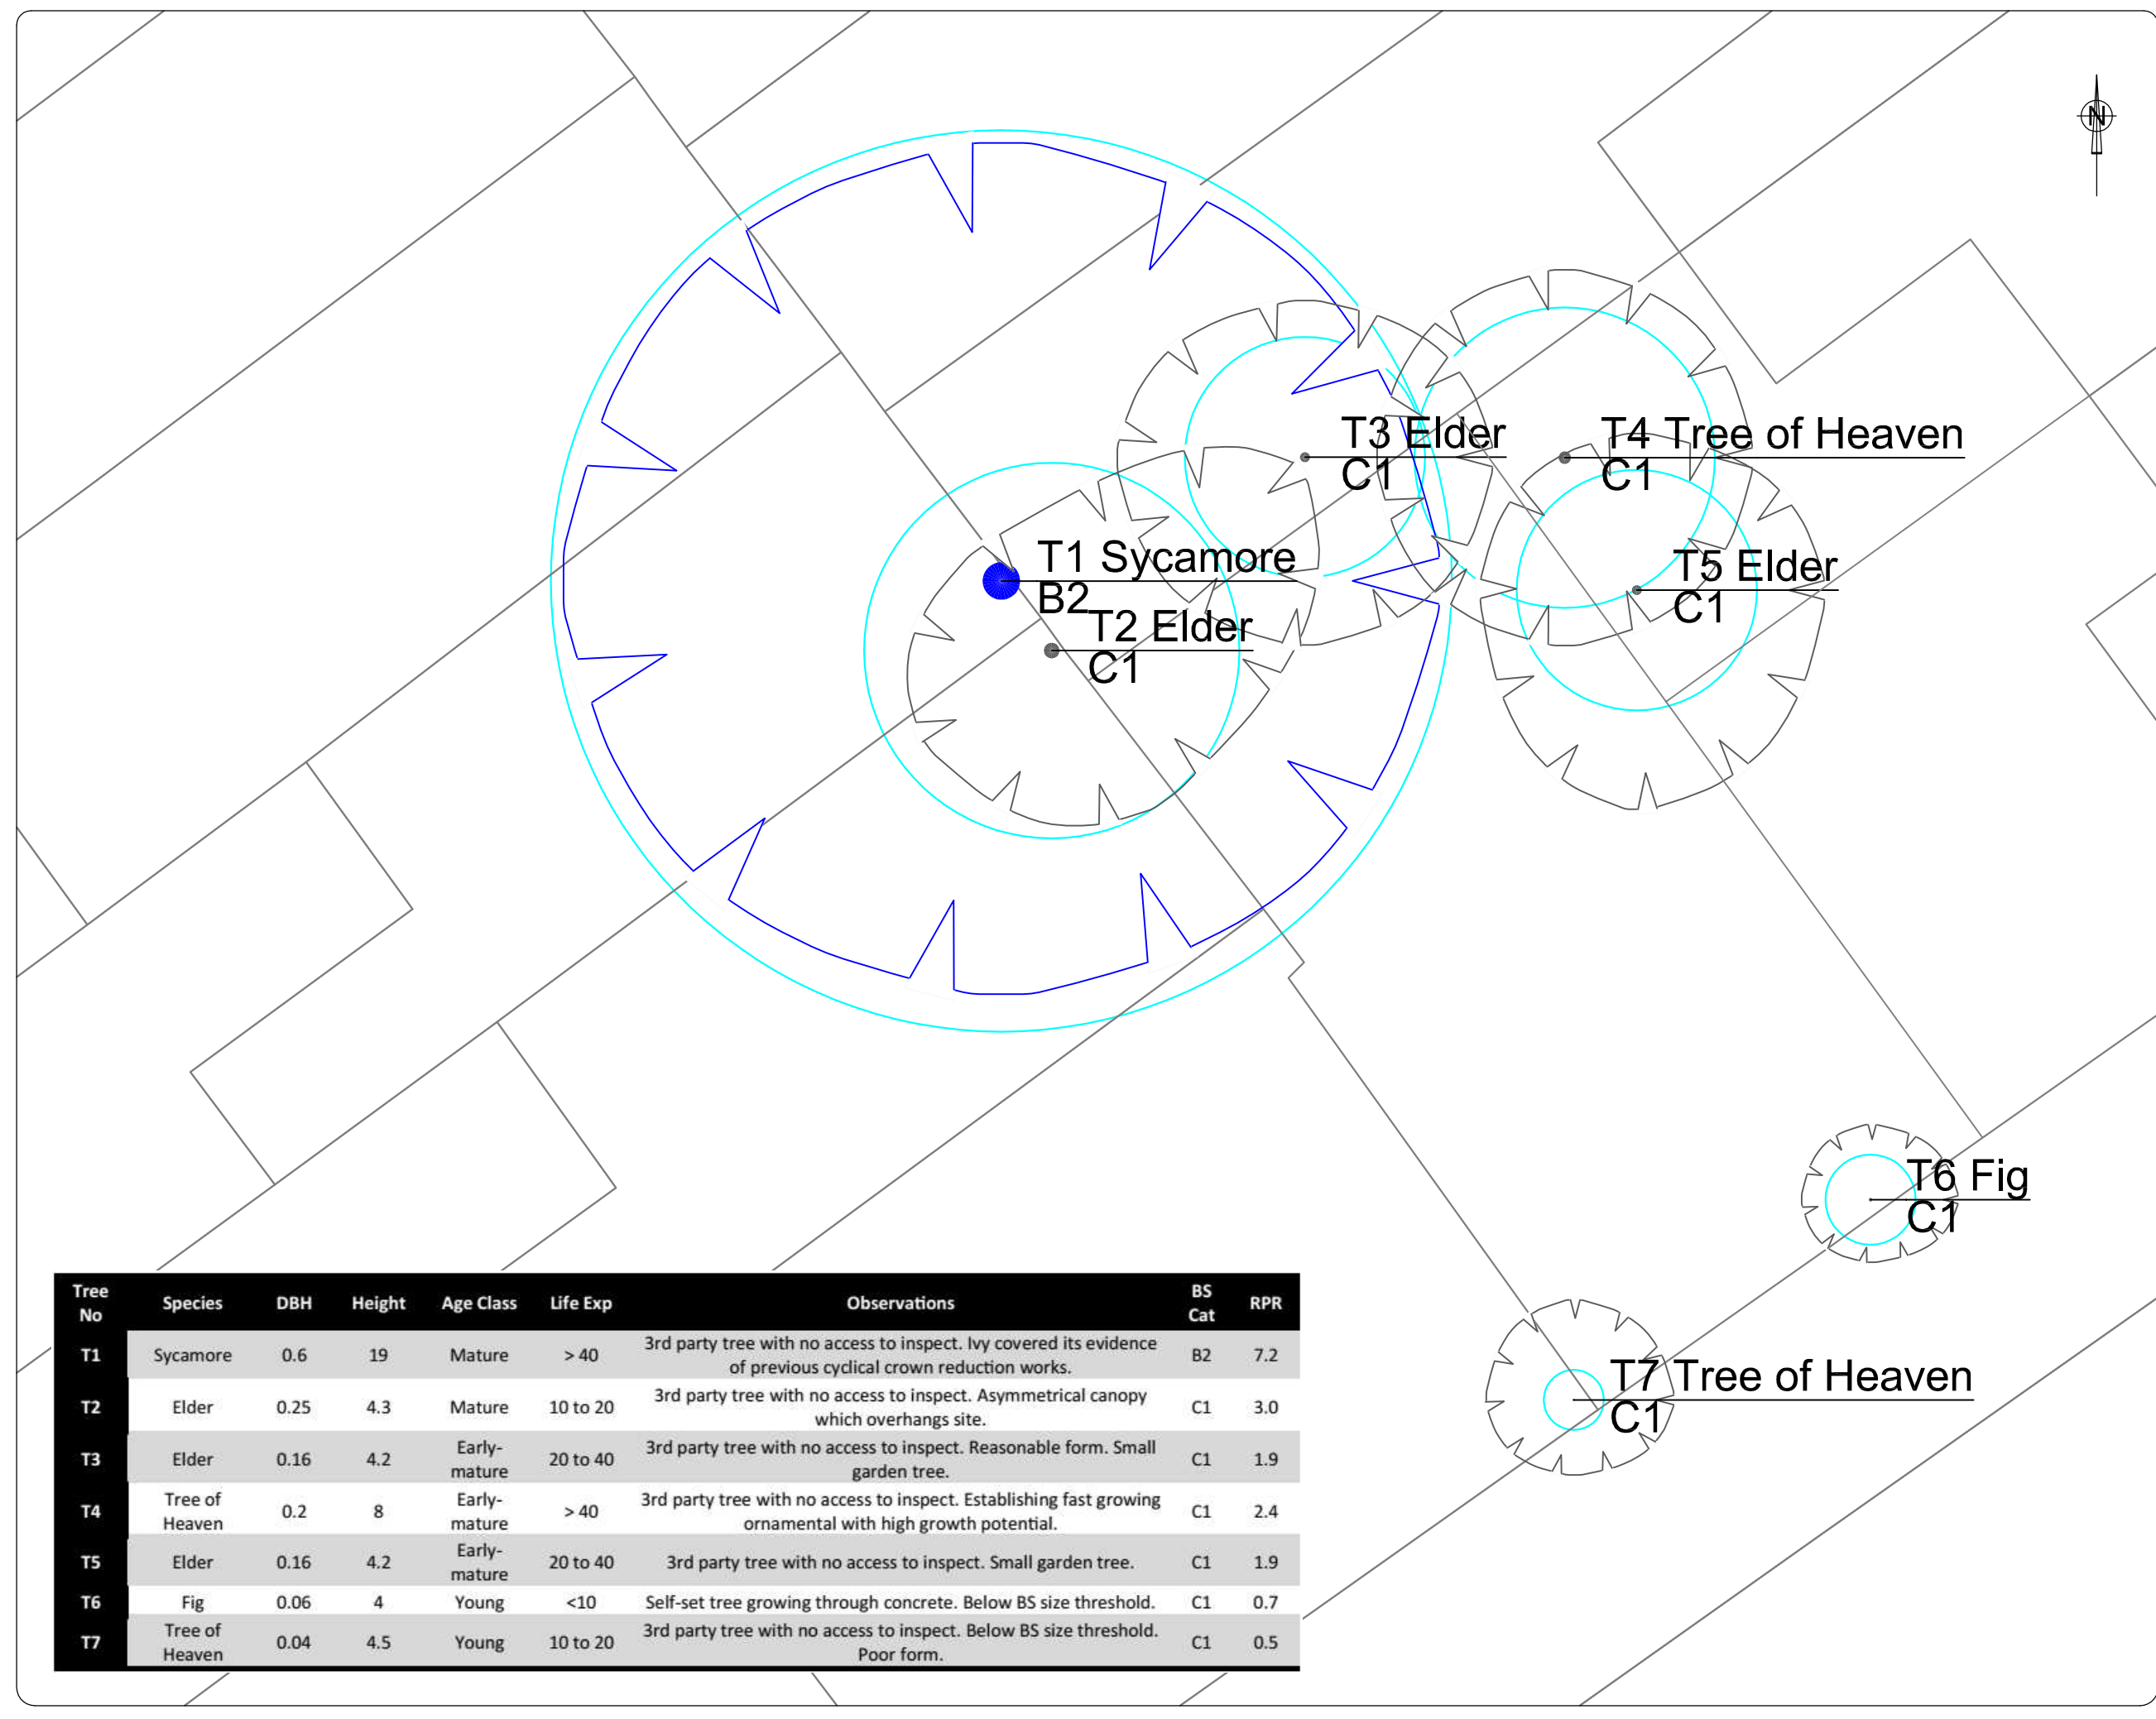 N
T3 Elder
C1
T4 Tree of Heaven
C1
T1 Sycamore
B2
T5 Elder
C1
T2 Elder
C1
T6 Fig
C1
T7 Tree of Heaven
C1
Tree No Species DBH Height Age Class Life Exp Observations BS Cat RPR
T1 Sycamore 0.6 19 Mature > 40 3rd party tree with no access to inspect. Ivy covered its evidence of previous cyclical crown reduction works. B2 7.2
T2 Elder 0.25 4.3 Mature 10 to 20 3rd party tree with no access to inspect. Asymmetrical canopy which overhangs site. C1 3.0
T3 Elder 0.16 4.2 Early-mature 20 to 40 3rd party tree with no access to inspect. Reasonable form. Small garden tree. C1 1.9
T4 Tree of Heaven 0.2 8 Early-mature > 40 3rd party tree with no access to inspect. Establishing fast growing ornamental with high growth potential. C1 2.4
T5 Elder 0.16 4.2 Early-mature 20 to 40 3rd party tree with no access to inspect. Small garden tree. C1 1.9
T6 Fig 0.06 4 Young <10 Self-set tree growing through concrete. Below BS size threshold. C1 0.7
T7 Tree of Heaven 0.04 4.5 Young 10 to 20 3rd party tree with no access to inspect. Below BS size threshold. Poor form. C1 0.5